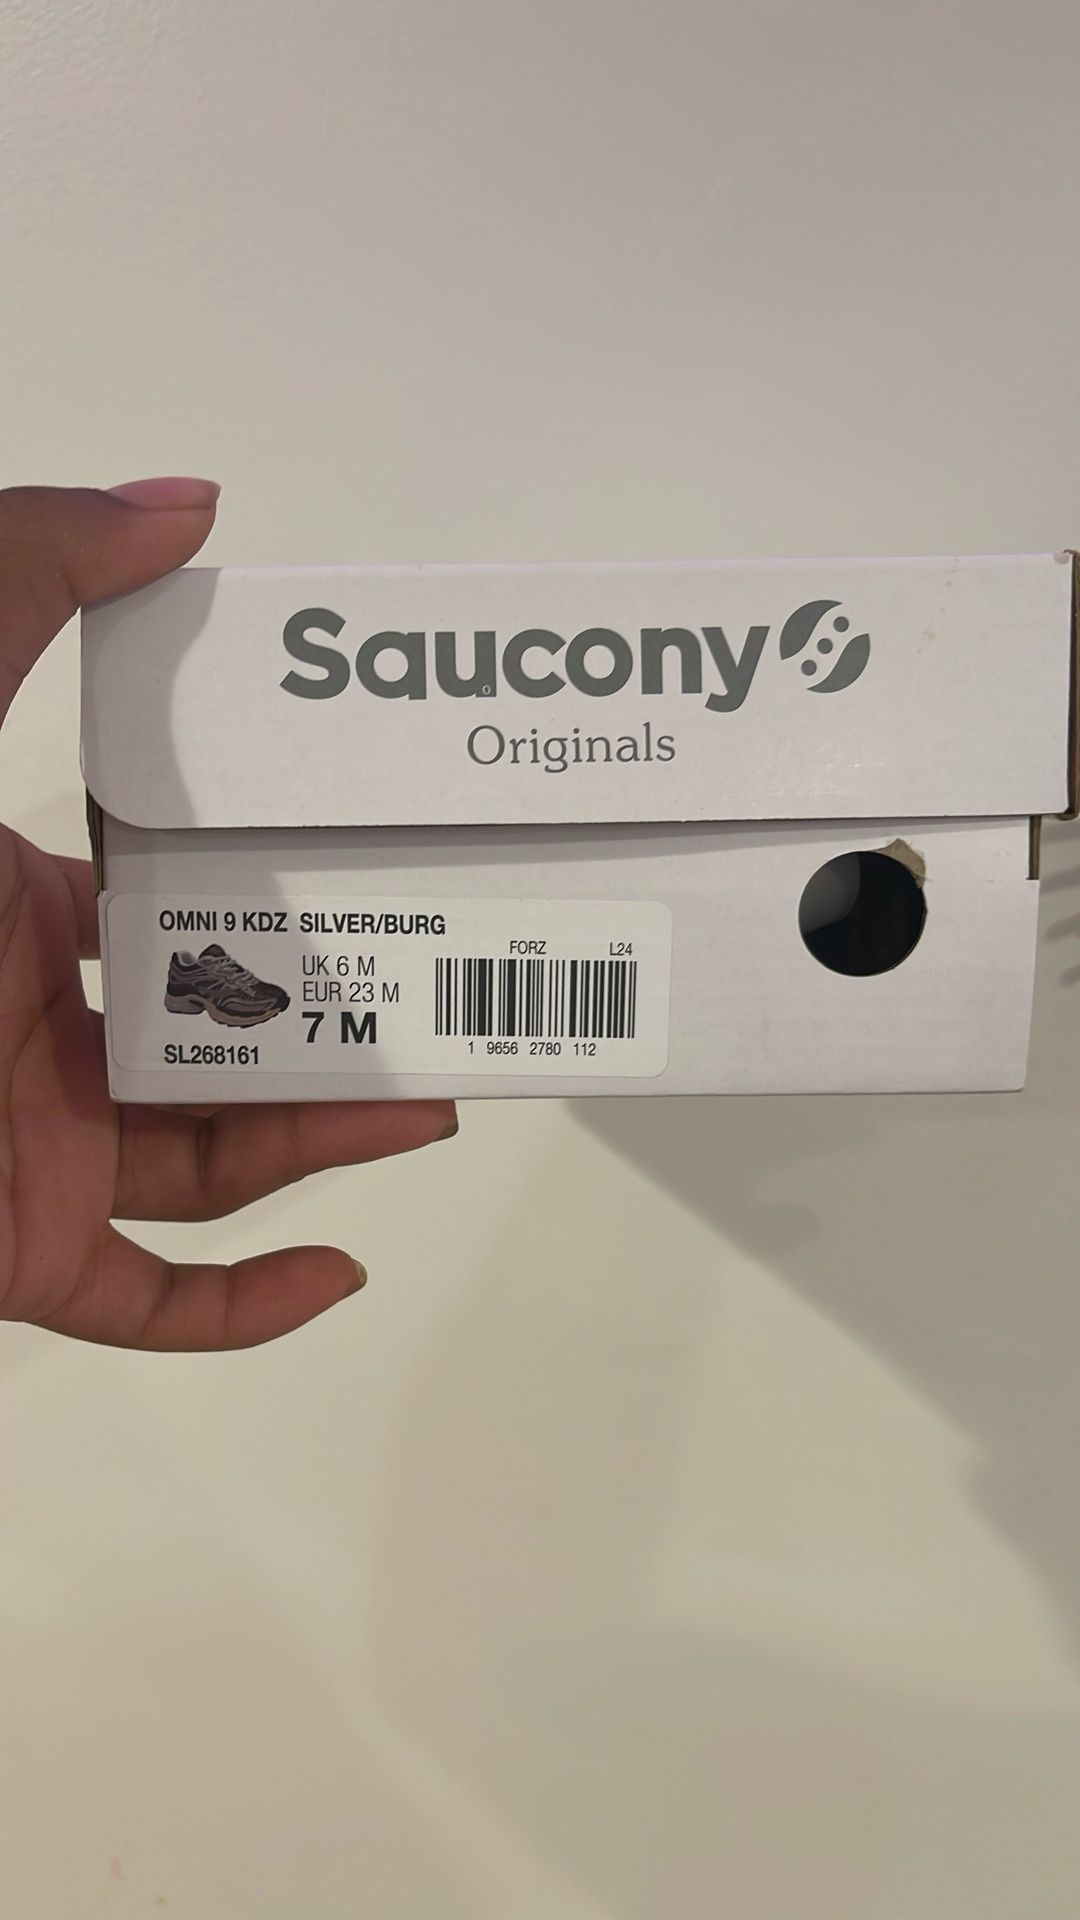 Saucony
Originals
OMNI 9 KDZ SILVER/BURG
FORZ L24
UK 6 M
EUR 23 M
7 M
1 9656 2780 112
SL268161